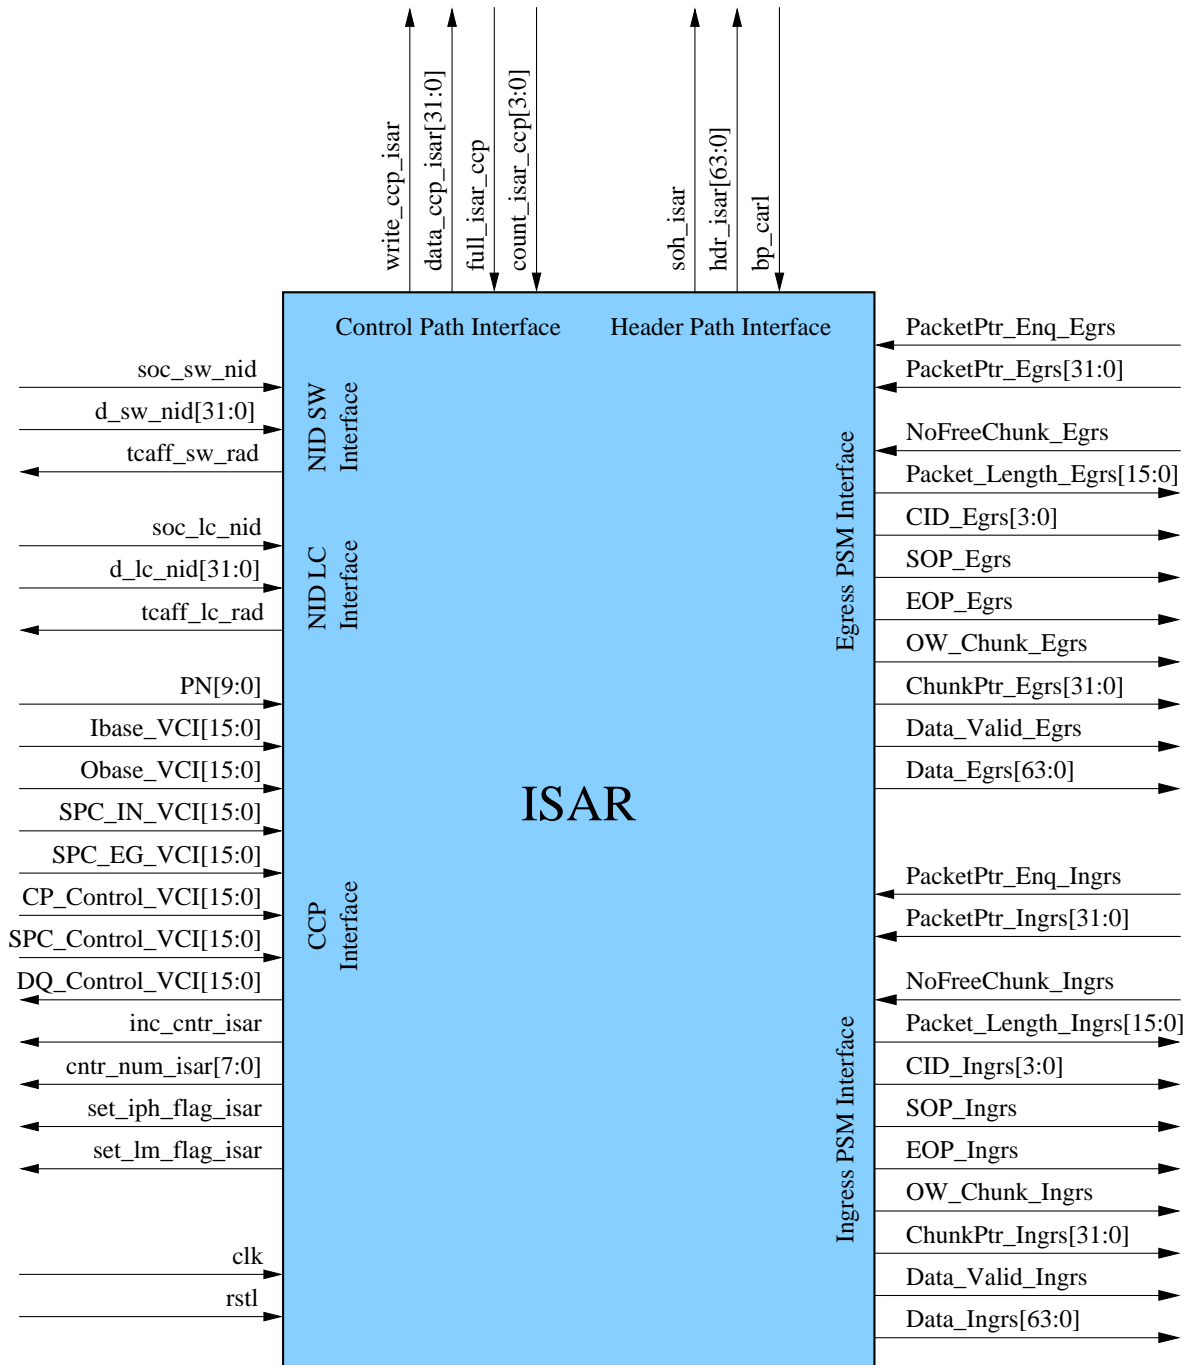 write_ccp_isar
data_ccp_isar[31:0]
full_isar_ccp
count_isar_ccp[3:0]
soh_isar
hdr_isar[63:0]
bp_carl
Control Path Interface
Header Path Interface
soc_sw_nid
d_sw_nid[31:0]
tcaff_sw_rad
NID SW
Interface
soc_lc_nid
d_lc_nid[31:0]
tcaff_lc_rad
NID LC
Interface
PN[9:0]
Ibase_VCI[15:0]
Obase_VCI[15:0]
SPC_IN_VCI[15:0]
SPC_EG_VCI[15:0]
CP_Control_VCI[15:0]
SPC_Control_VCI[15:0]
DQ_Control_VCI[15:0]
inc_cntr_isar
cntr_num_isar[7:0]
set_iph_flag_isar
set_lm_flag_isar
CCP
Interface
clk
rstl
ISAR
Egress PSM Interface
PacketPtr_Enq_Egrs
PacketPtr_Egrs[31:0]
NoFreeChunk_Egrs
Packet_Length_Egrs[15:0]
CID_Egrs[3:0]
SOP_Egrs
EOP_Egrs
OW_Chunk_Egrs
ChunkPtr_Egrs[31:0]
Data_Valid_Egrs
Data_Egrs[63:0]
Ingress PSM Interface
PacketPtr_Enq_Ingrs
PacketPtr_Ingrs[31:0]
NoFreeChunk_Ingrs
Packet_Length_Ingrs[15:0]
CID_Ingrs[3:0]
SOP_Ingrs
EOP_Ingrs
OW_Chunk_Ingrs
ChunkPtr_Ingrs[31:0]
Data_Valid_Ingrs
Data_Ingrs[63:0]